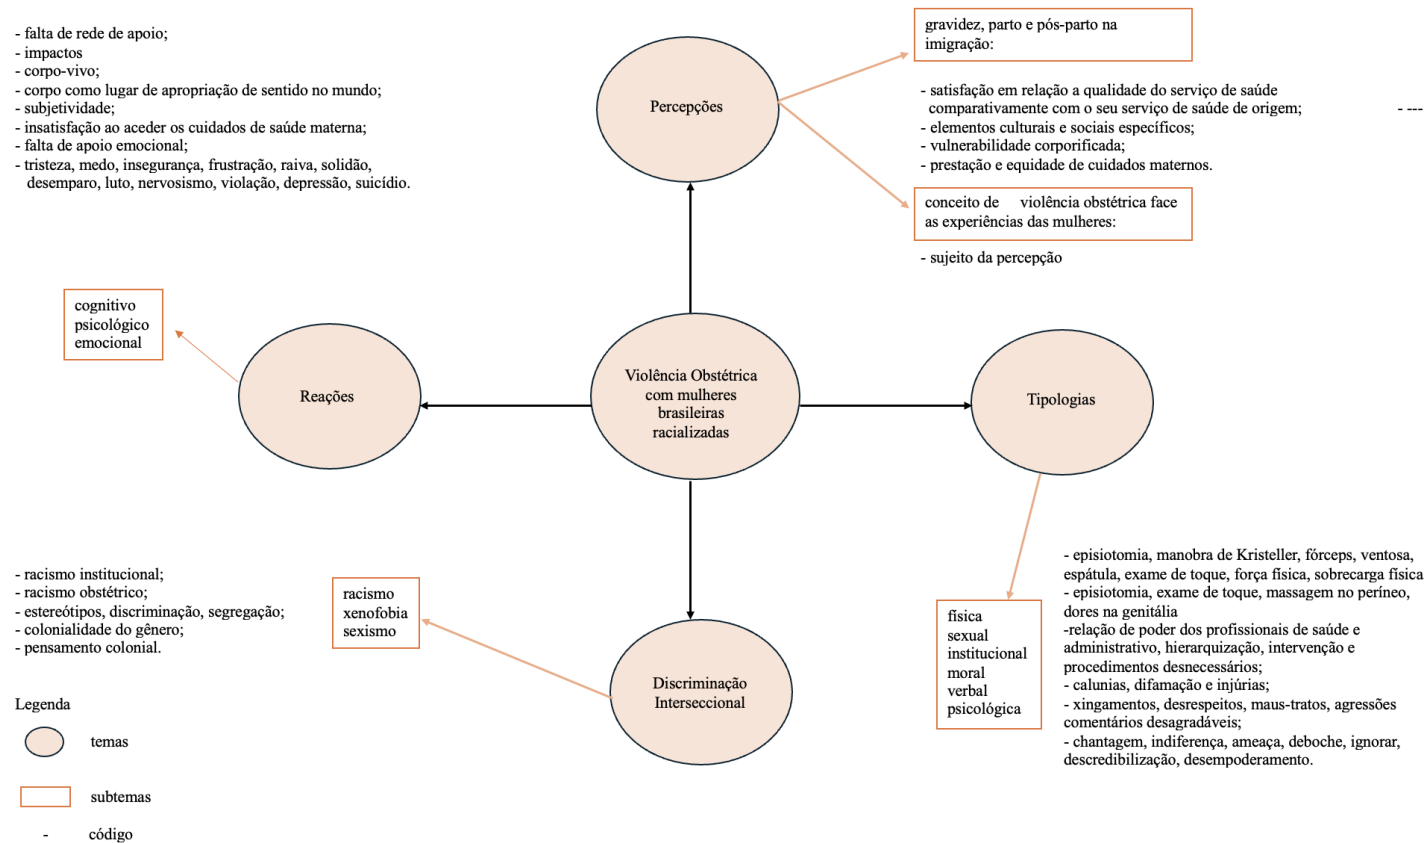 - falta de rede de apoio;
- impactos
- corpo-vivo;
- corpo como lugar de apropriação de sentido no mundo;
- subjetividade;
- insatisfação ao aceder os cuidados de saúde materna;
- falta de apoio emocional;
- tristeza, medo, insegurança, frustração, raiva, solidão,
desemparo, luto, nervosismo, violação, depressão, suicídio.
Percepções
gravidez, parto e pós-parto na
imigração:
- satisfação em relação a qualidade do serviço de saúde
comparativamente com o seu serviço de saúde de origem;
- elementos culturais e sociais específicos;
- vulnerabilidade corporificada;
- prestação e equidade de cuidados maternos.
- ---
conceito de violência obstétrica face
as experiências das mulheres:
- sujeito da percepção
cognitivo
psicológico
emocional
Reações
Violência Obstétrica
com mulheres
brasileiras
racializadas
Tipologias
- racismo institucional;
- racismo obstétrico;
- estereótipos, discriminação, segregação;
- colonialidade do gênero;
- pensamento colonial.
racismo
xenofobia
sexismo
Discriminação
Interseccional
física
sexual
institucional
moral
verbal
psicológica
- episiotomia, manobra de Kristeller, fórceps, ventosa,
espátula, exame de toque, força física, sobrecarga física
- episiotomia, exame de toque, massagem no períneo,
dores na genitália
-relação de poder dos profissionais de saúde e
administrativo, hierarquização, intervenção e
procedimentos desnecessários;
- calunias, difamação e injúrias;
- xingamentos, desrespeitos, maus-tratos, agressões
comentários desagradáveis;
- chantagem, indiferença, ameaça, deboche, ignorar,
descredibilização, desempoderamento.
Legenda
temas
subtemas
- código